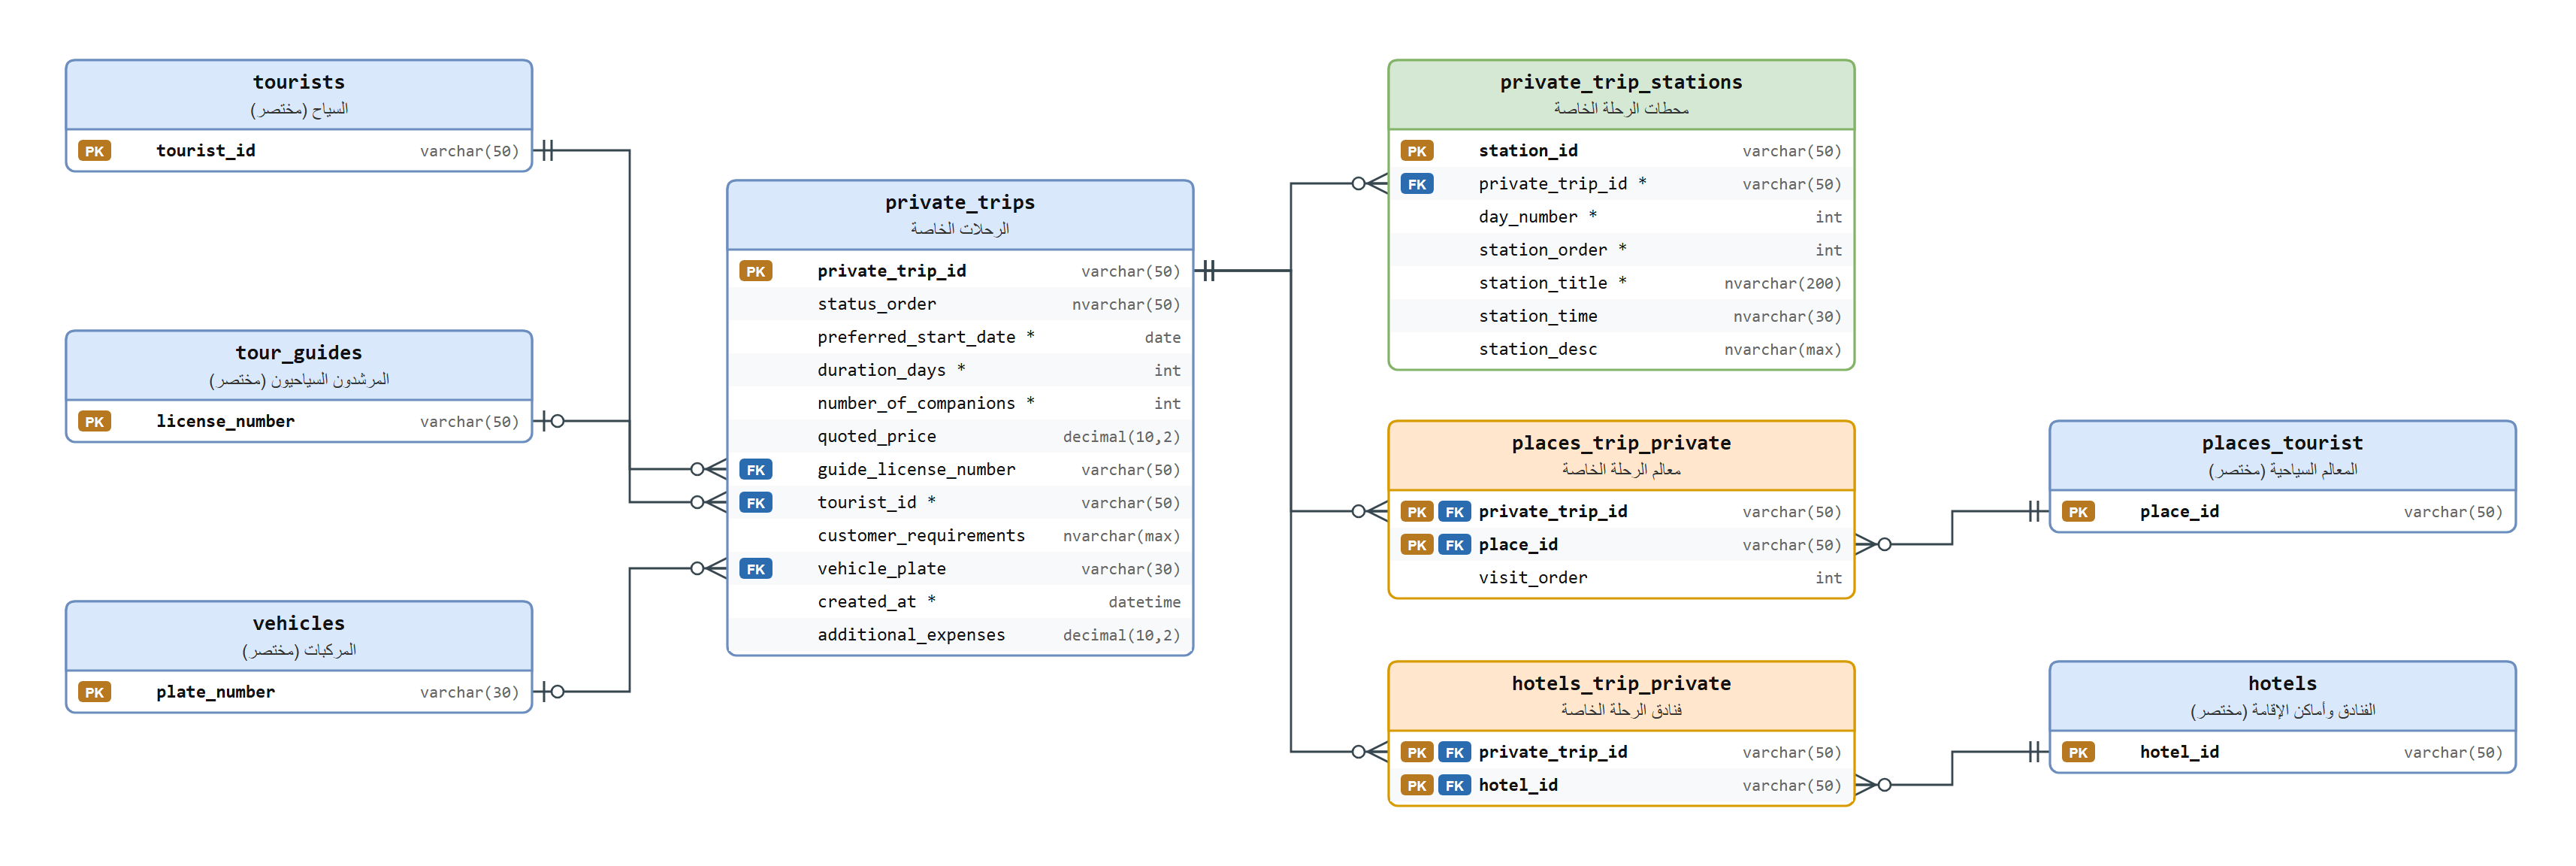 tourists
السياح (مختصر)
PK tourist_id varchar(50)
tour_guides
المرشدون السياحيون (مختصر)
PK license_number varchar(50)
vehicles
المركبات (مختصر)
PK plate_number varchar(30)
private_trips
الرحلات الخاصة
PK private_trip_id varchar(50)
status_order nvarchar(50)
preferred_start_date * date
duration_days * int
number_of_companions * int
quoted_price decimal(10,2)
FK guide_license_number varchar(50)
FK tourist_id * varchar(50)
customer_requirements nvarchar(max)
FK vehicle_plate varchar(30)
created_at * datetime
additional_expenses decimal(10,2)
private_trip_stations
محطات الرحلة الخاصة
PK station_id varchar(50)
FK private_trip_id * varchar(50)
day_number * int
station_order * int
station_title * nvarchar(200)
station_time nvarchar(30)
station_desc nvarchar(max)
places_trip_private
معالم الرحلة الخاصة
PK FK private_trip_id varchar(50)
PK FK place_id varchar(50)
visit_order int
hotels_trip_private
فنادق الرحلة الخاصة
PK FK private_trip_id varchar(50)
PK FK hotel_id varchar(50)
places_tourist
المعالم السياحية (مختصر)
PK place_id varchar(50)
hotels
الفنادق وأماكن الإقامة (مختصر)
PK hotel_id varchar(50)